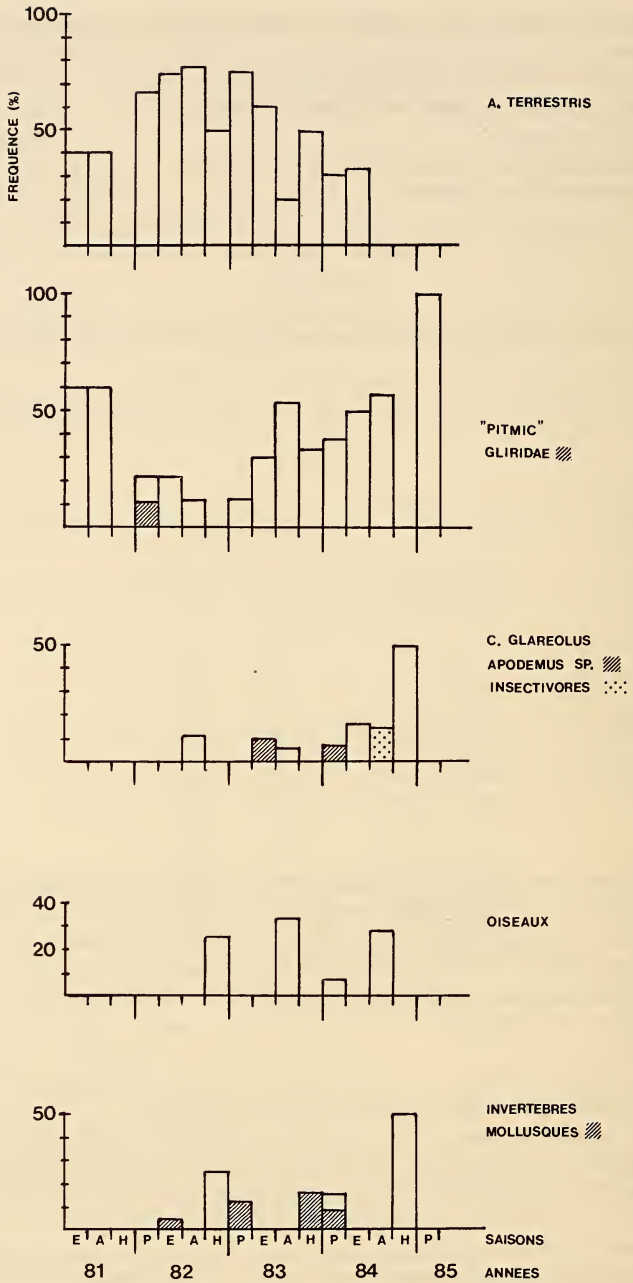 100
50
FREQUENCE (%)
A. TERRESTRIS
100
50
"PITMIC"
GLIRIDAE
50
C. GLAREOLUS
APODEMUS SP.
INSECTIVORES
40
20
OISEAUX
50
INVERTEBRES
MOLLUSQUES
E A H P E A H P E A H P E A H P SAISONS
81 82 83 84 85 ANNEES